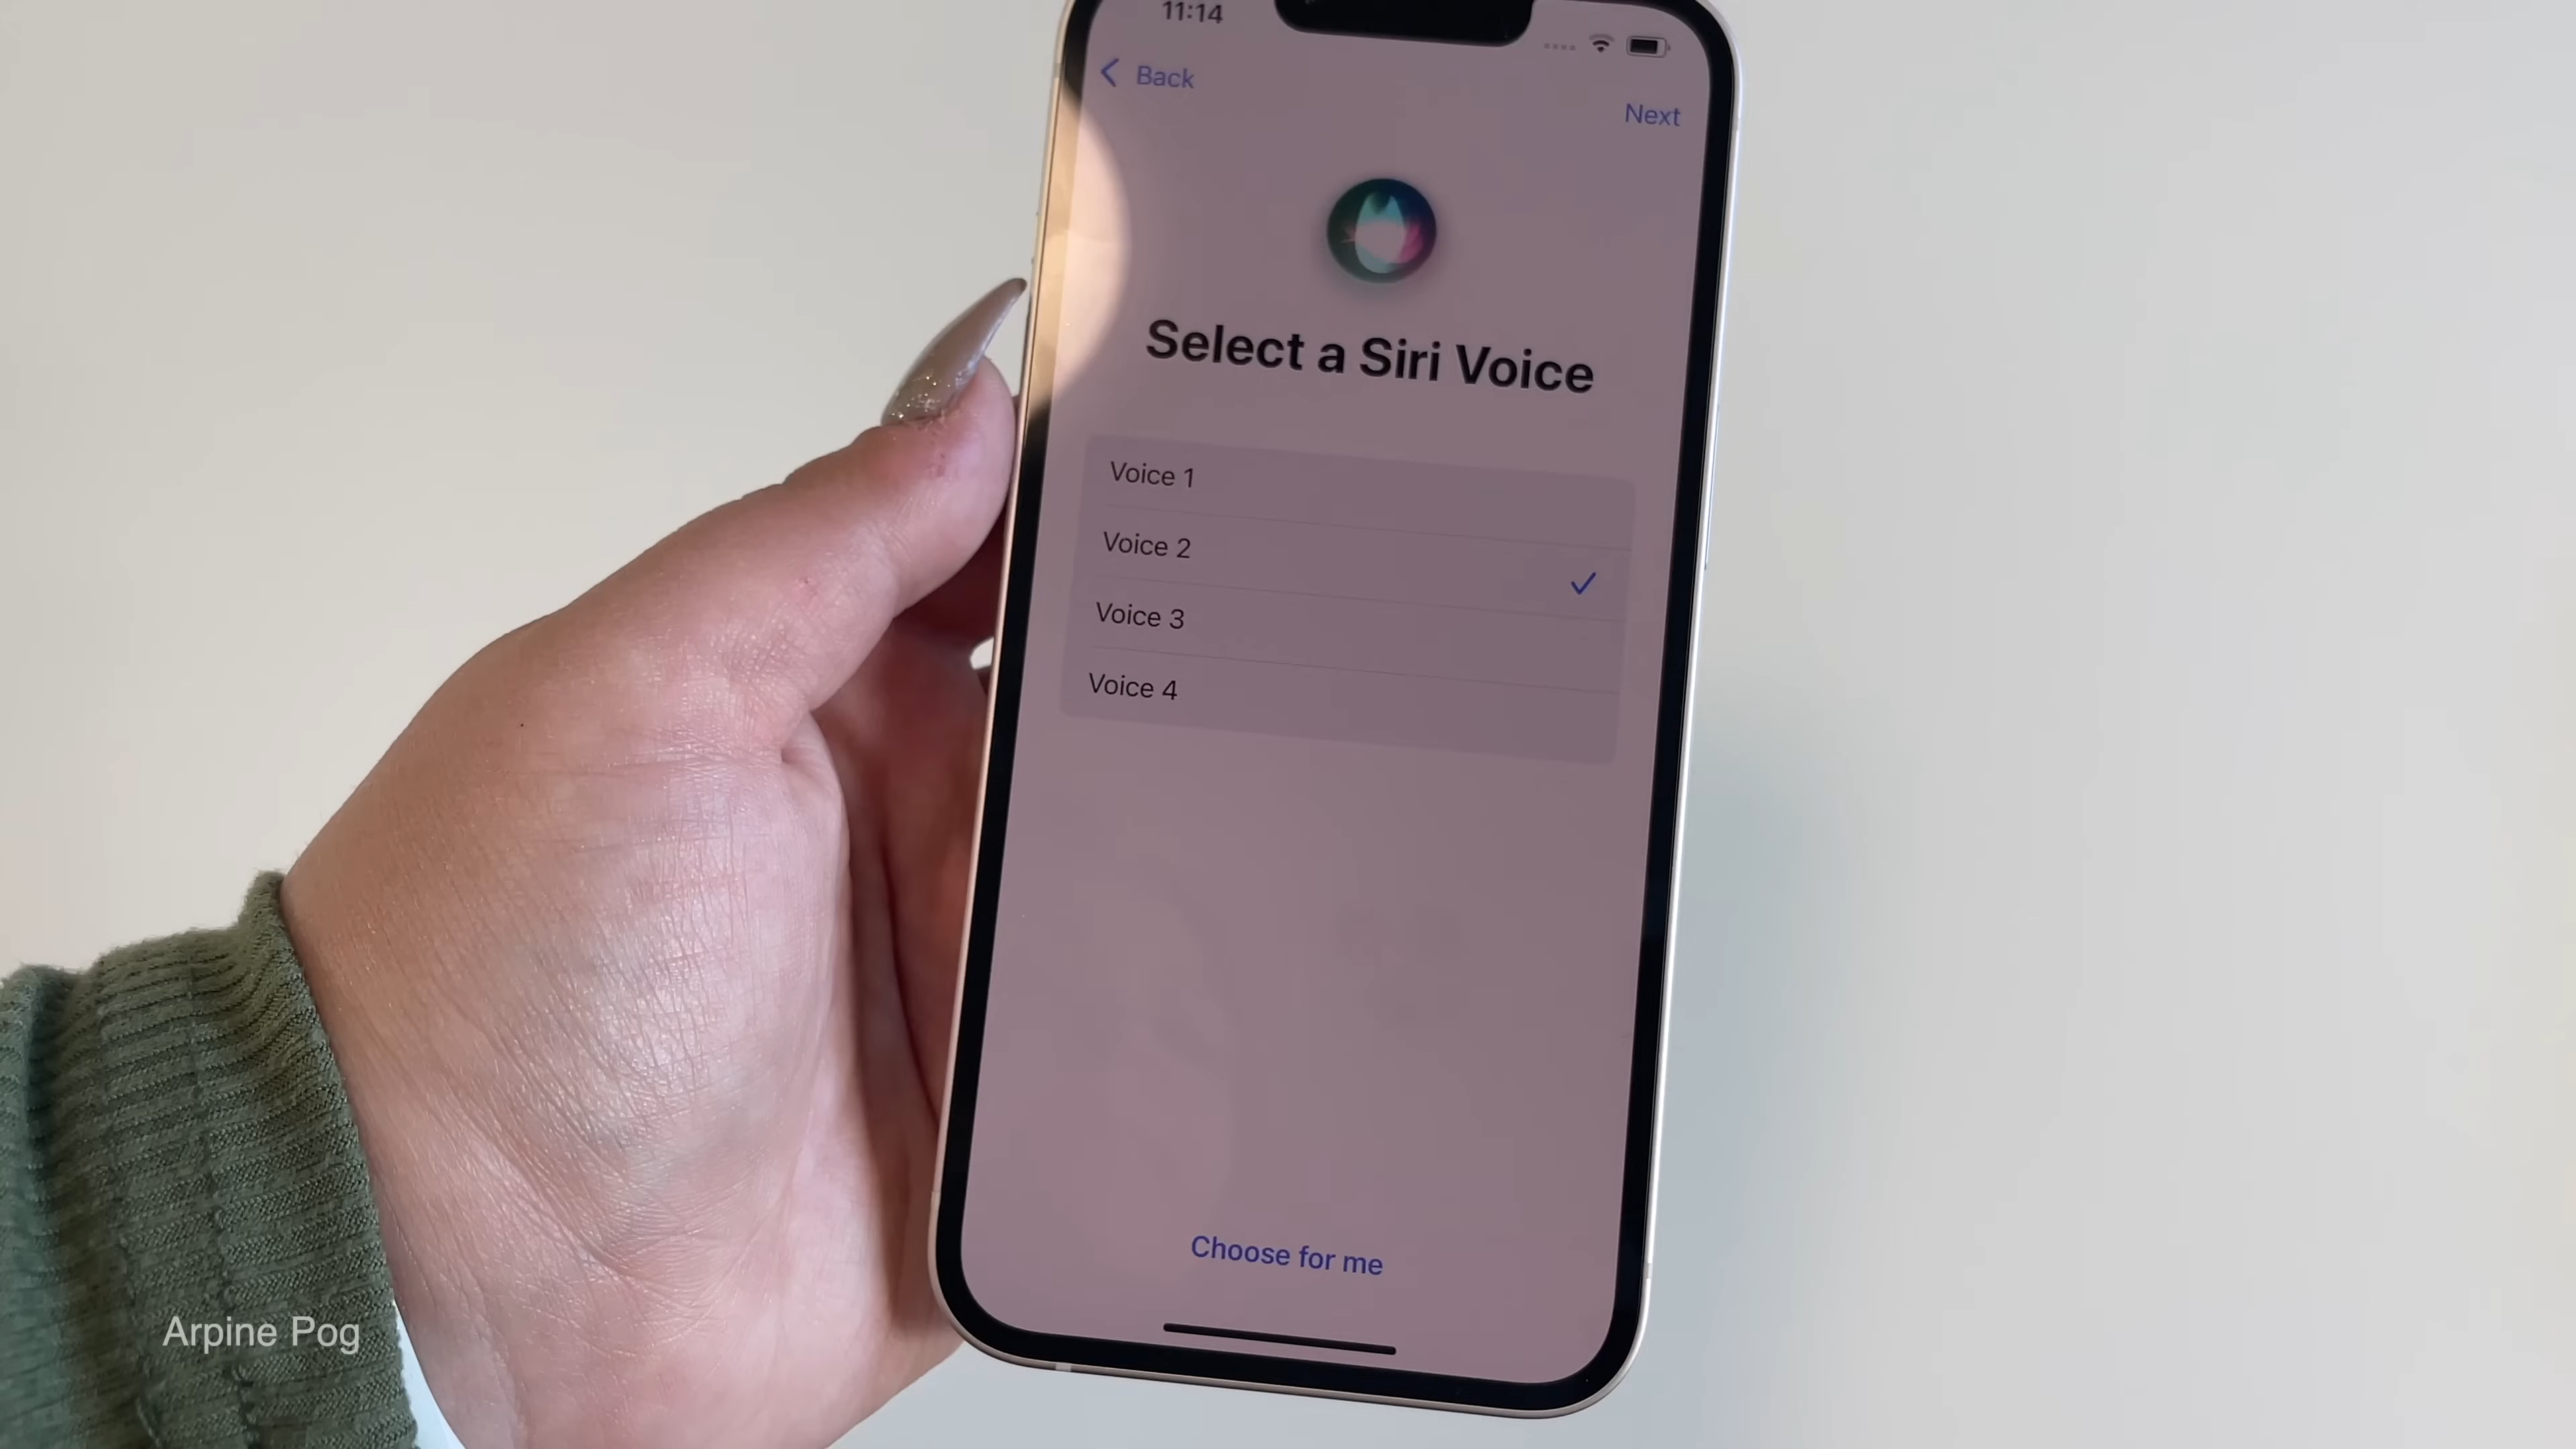 11:14
Back
Next
Select a Siri Voice
Voice 1
Voice 2
Voice 3
Voice 4
Choose for me
Arpine Pog